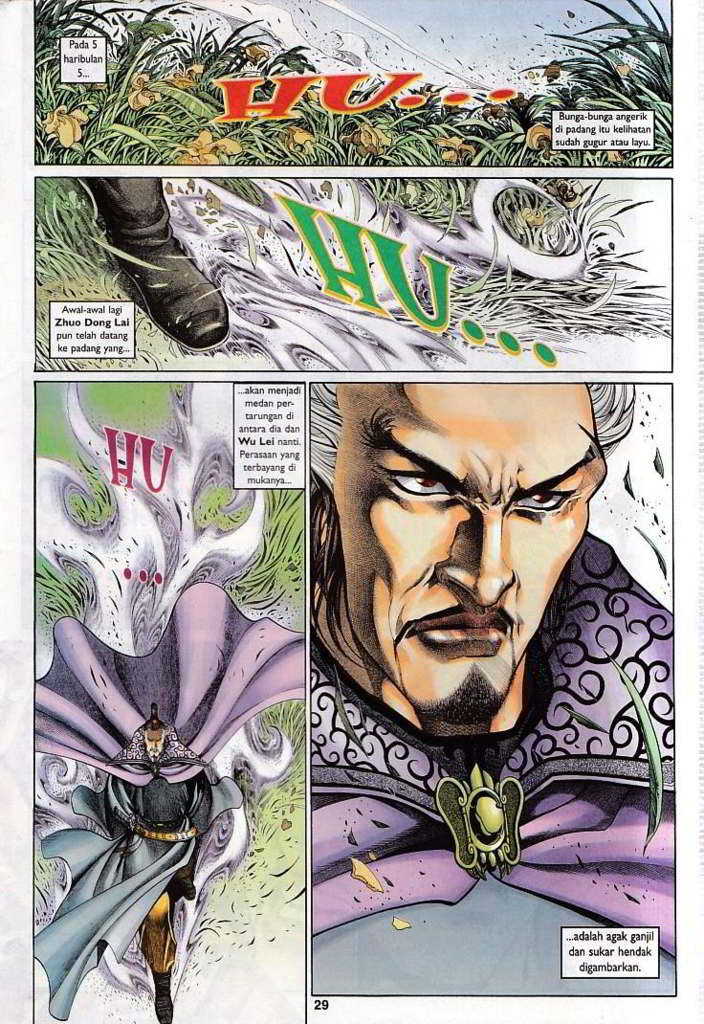 Pada 5
haribulan
5...
HU...
Bunga-bunga angerik
di padang itu kelihatan
sudah gugur atau layu.
HU...
Awal-awal lagi
Zhuo Dong Lai
pun telah datang
ke padang yang...
...akan menjadi
medan per-
tarungan di
antara dia dan
Wu Lei nanti.
Perasaan yang
terbayang di
mukanya...
HU
...
...adalah agak ganjil
dan sukar hendak
digambarkan.
29